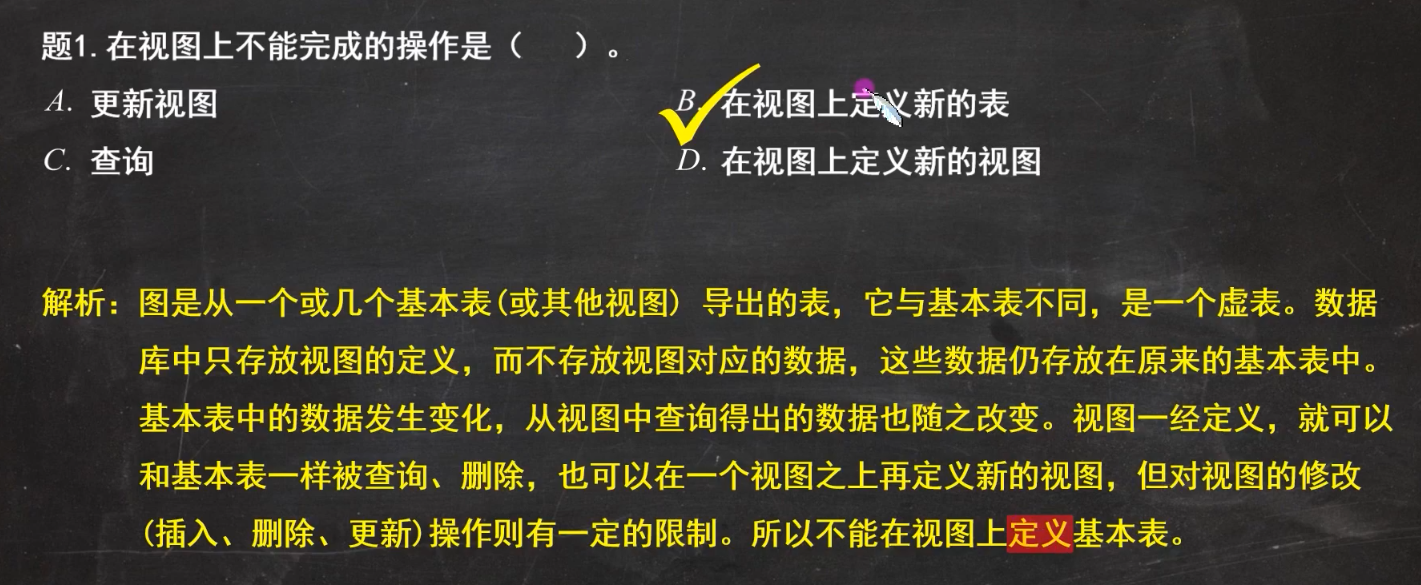 题1. 在视图上不能完成的操作是（ ）。
A. 更新视图
B. 在视图上定义新的表
C. 查询
D. 在视图上定义新的视图
解析：图是从一个或几个基本表(或其他视图) 导出的表，它与基本表不同，是一个虚表。数据
库中只存放视图的定义，而不存放视图对应的数据，这些数据仍存放在原来的基本表中。
基本表中的数据发生变化，从视图中查询得出的数据也随之改变。视图一经定义，就可以
和基本表一样被查询、删除，也可以在一个视图之上再定义新的视图，但对视图的修改
(插入、删除、更新)操作则有一定的限制。所以不能在视图上定义基本表。